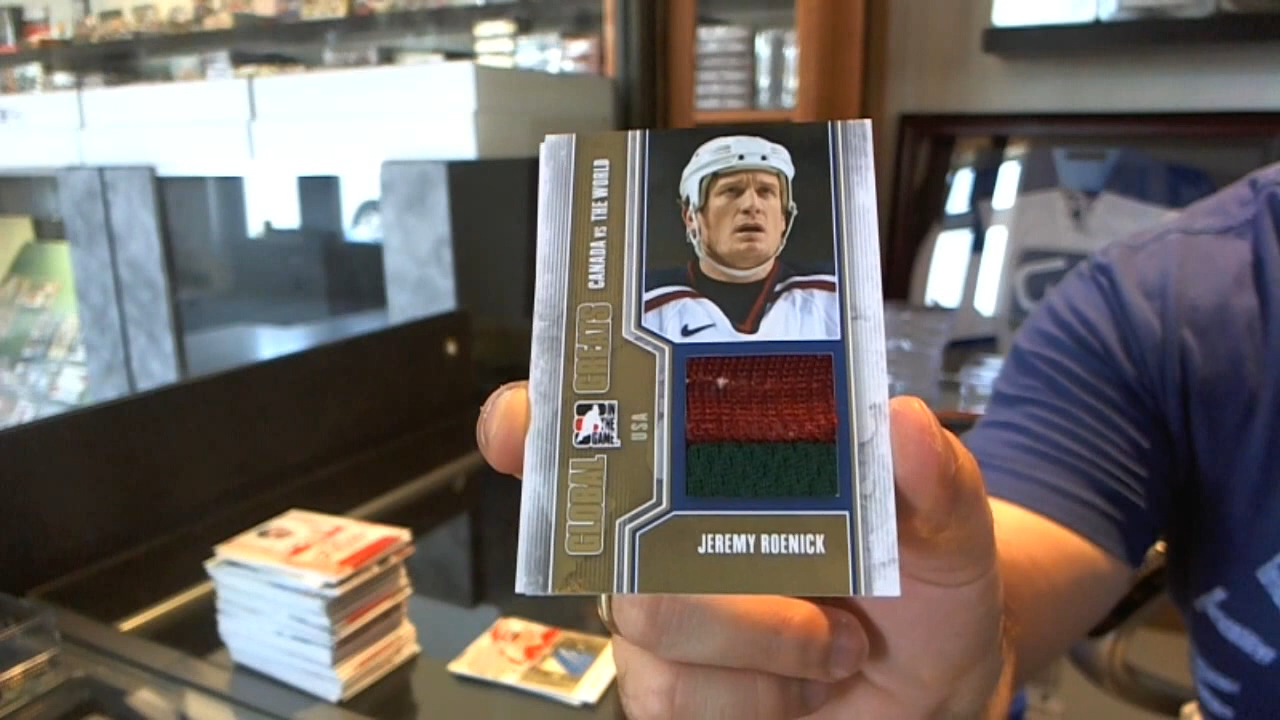 CANADA VS THE WORLD
GLOBAL GREATS
IN
THE
GAME
USA
JEREMY ROENICK